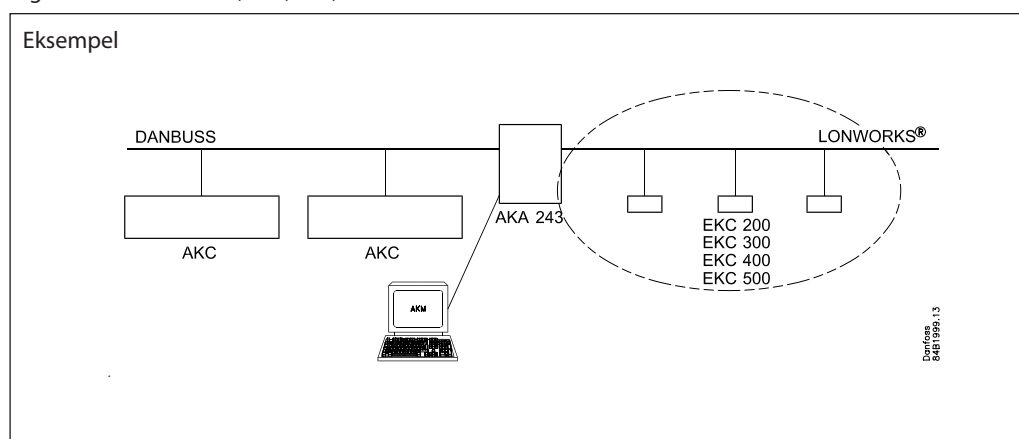 Eksempel
DANBUSS
LONWORKS®
AKA 243
AKC
AKC
EKC 200
EKC 300
EKC 400
EKC 500
AKM
Danfoss
84B1999.13